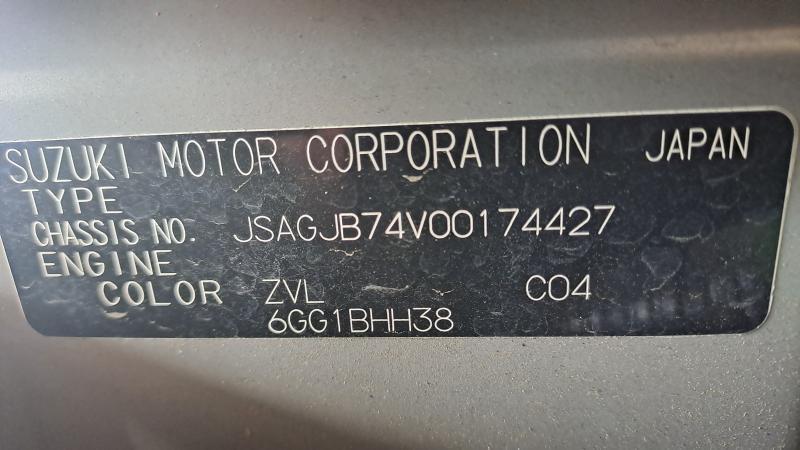 SUZUKI MOTOR CORPORATION JAPAN
TYPE
CHASSIS NO. JSAGJB74V00174427
ENGINE
COLOR ZVL C04
6GG1BHH38